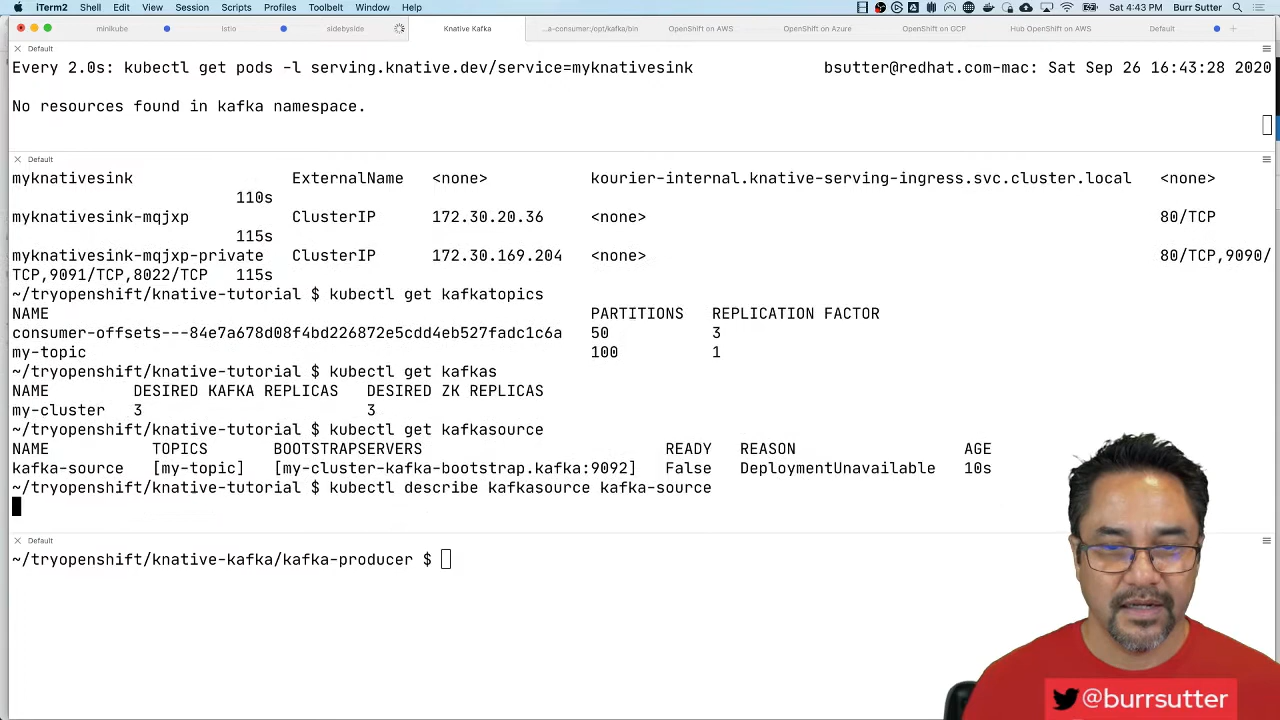 iTerm2 Shell Edit View Session Scripts Profiles Toolbelt Window Help Sat 4:43 PM Burr Sutter
minikube istio sidebyside Knative Kafka ...a-consumer:/opt/kafka/bin OpenShift on AWS OpenShift on Azure OpenShift on GCP Hub OpenShift on AWS Default
Default
Every 2.0s: kubectl get pods -l serving.knative.dev/service=myknativesink bsutter@redhat.com-mac: Sat Sep 26 16:43:28 2020
No resources found in kafka namespace.
Default
myknativesink ExternalName <none> kourier-internal.knative-serving-ingress.svc.cluster.local <none>
110s
myknativesink-mqjxp ClusterIP 172.30.20.36 <none> 80/TCP
115s
myknativesink-mqjxp-private ClusterIP 172.30.169.204 <none> 80/TCP,9090/
TCP,9091/TCP,8022/TCP 115s
~/tryopenshift/knative-tutorial $ kubectl get kafkatopics
NAME PARTITIONS REPLICATION FACTOR
consumer-offsets---84e7a678d08f4bd226872e5cdd4eb527fadc1c6a 50 3
my-topic 100 1
~/tryopenshift/knative-tutorial $ kubectl get kafkas
NAME DESIRED KAFKA REPLICAS DESIRED ZK REPLICAS
my-cluster 3 3
~/tryopenshift/knative-tutorial $ kubectl get kafkasource
NAME TOPICS BOOTSTRAPSERVERS READY REASON AGE
kafka-source [my-topic] [my-cluster-kafka-bootstrap.kafka:9092] False DeploymentUnavailable 10s
~/tryopenshift/knative-tutorial $ kubectl describe kafkasource kafka-source
Default
~/tryopenshift/knative-kafka/kafka-producer $
@burrsutter